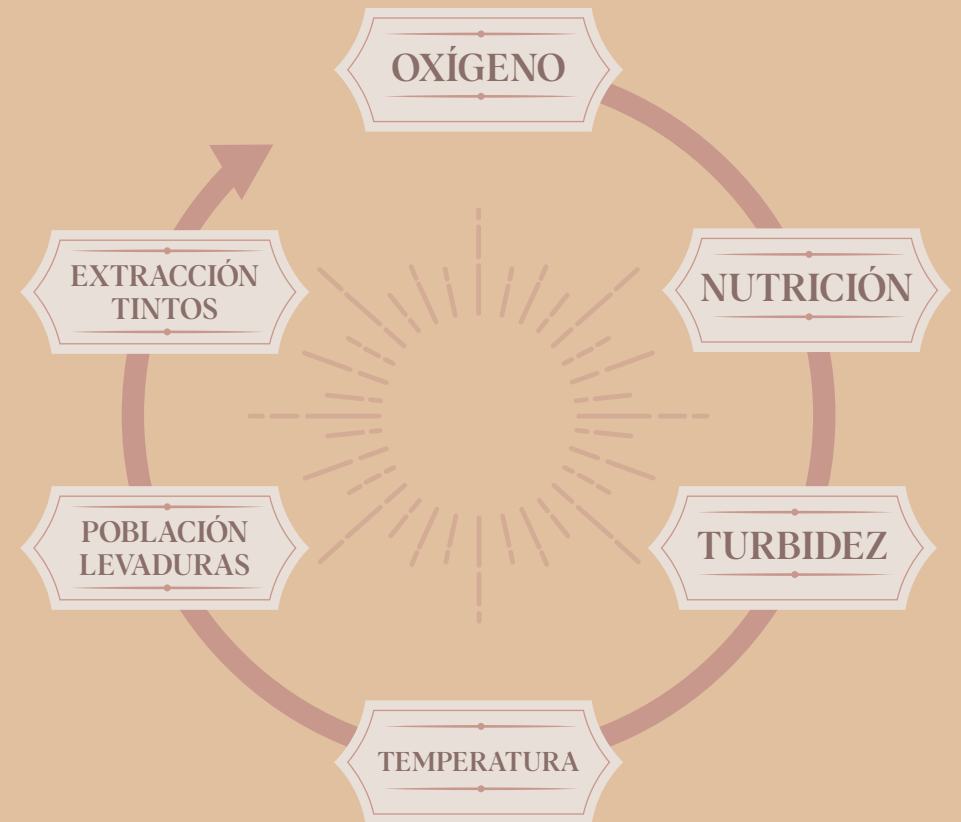 OXÍGENO
NUTRICIÓN
TURBIDEZ
TEMPERATURA
POBLACIÓN
LEVADURAS
EXTRACCIÓN
TINTOS